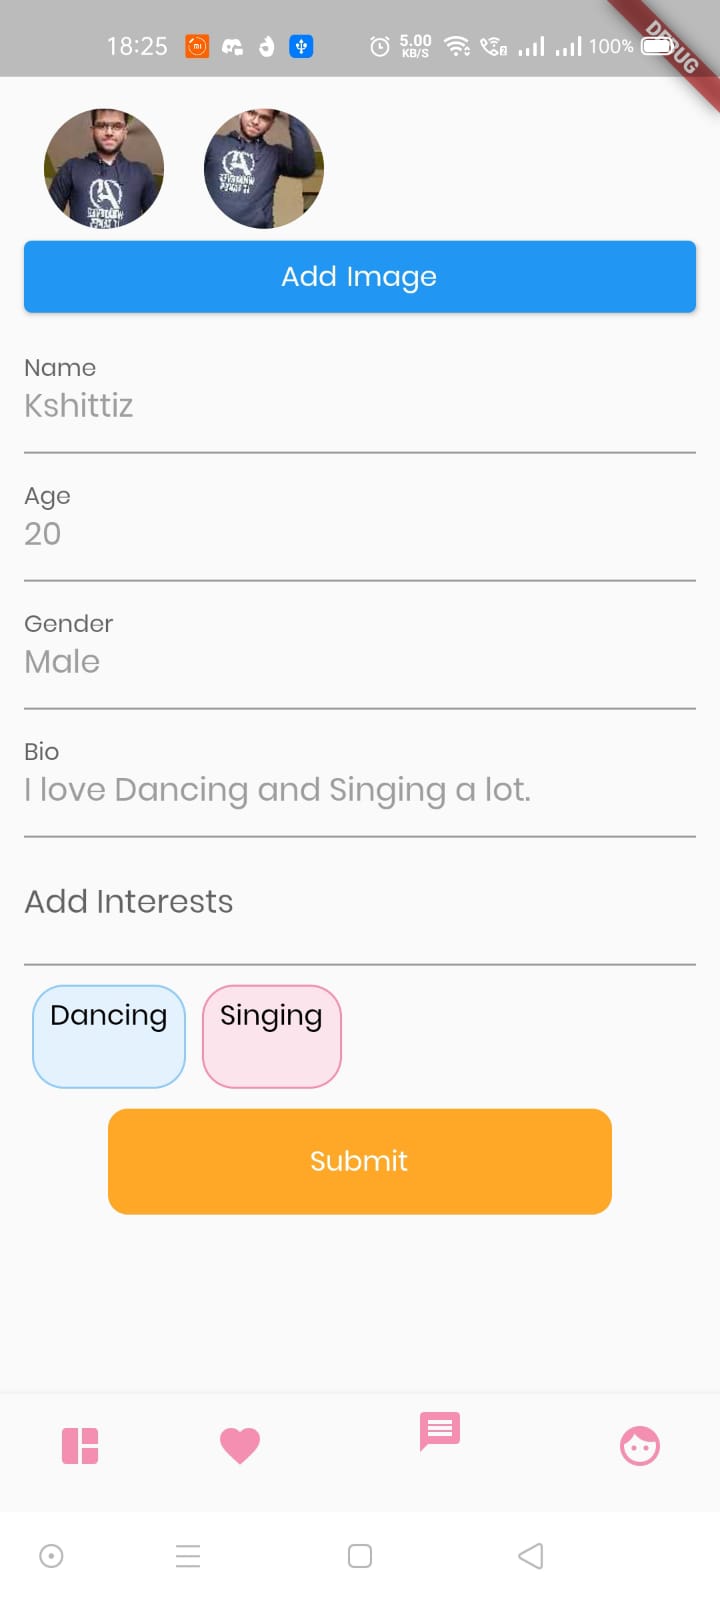 18:25
5.00
KB/S
100%
DEBUG
Add Image
Name
Kshittiz
Age
20
Gender
Male
Bio
I love Dancing and Singing a lot.
Add Interests
Dancing
Singing
Submit